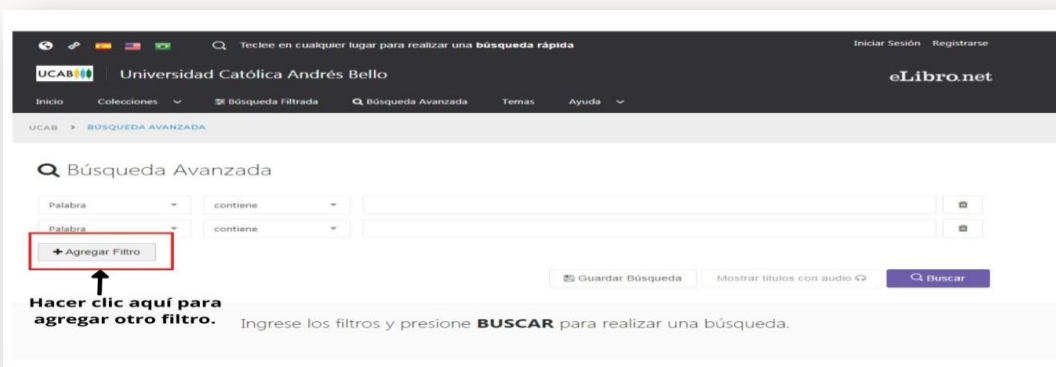 Teclee en cualquier lugar para realizar una búsqueda rápida
Iniciar Sesión Registrarse
UCAB Universidad Católica Andrés Bello
eLibro.net
Inicio Colecciones Búsqueda Filtrada Búsqueda Avanzada Temas Ayuda
UCAB > BÚSQUEDA AVANZADA
Búsqueda Avanzada
Palabra contiene
Palabra contiene
+ Agregar Filtro
Guardar Búsqueda Mostrar títulos con audio Buscar
Hacer clic aquí para
agregar otro filtro.
Ingrese los filtros y presione BUSCAR para realizar una búsqueda.